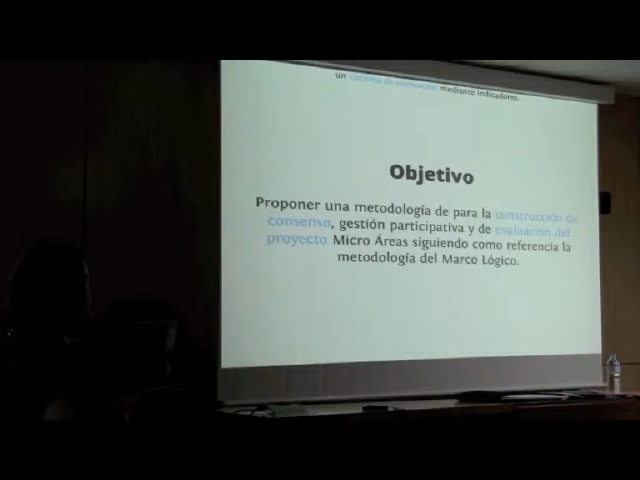 un sistema de evaluación mediante indicadores.
Objetivo
Proponer una metodología de para la construcción de
consenso, gestión participativa y de evaluación del
proyecto Micro Áreas siguiendo como referencia la
metodología del Marco Lógico.